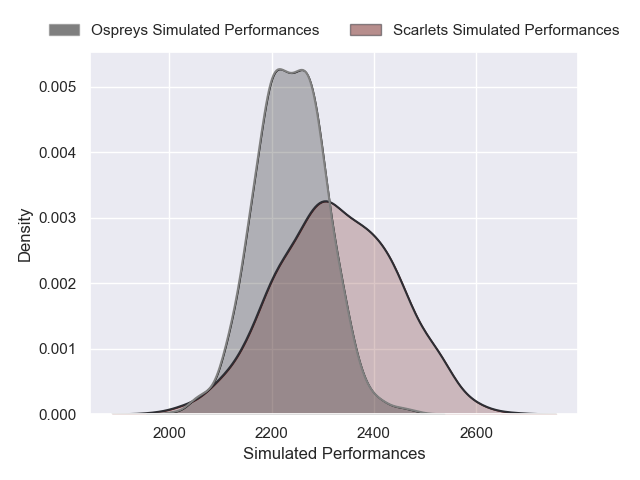 Ospreys Simulated Performances Scarlets Simulated Performances
0.005
0.004
0.003
0.002
0.001
0.000
Density
2000 2200 2400 2600
Simulated Performances